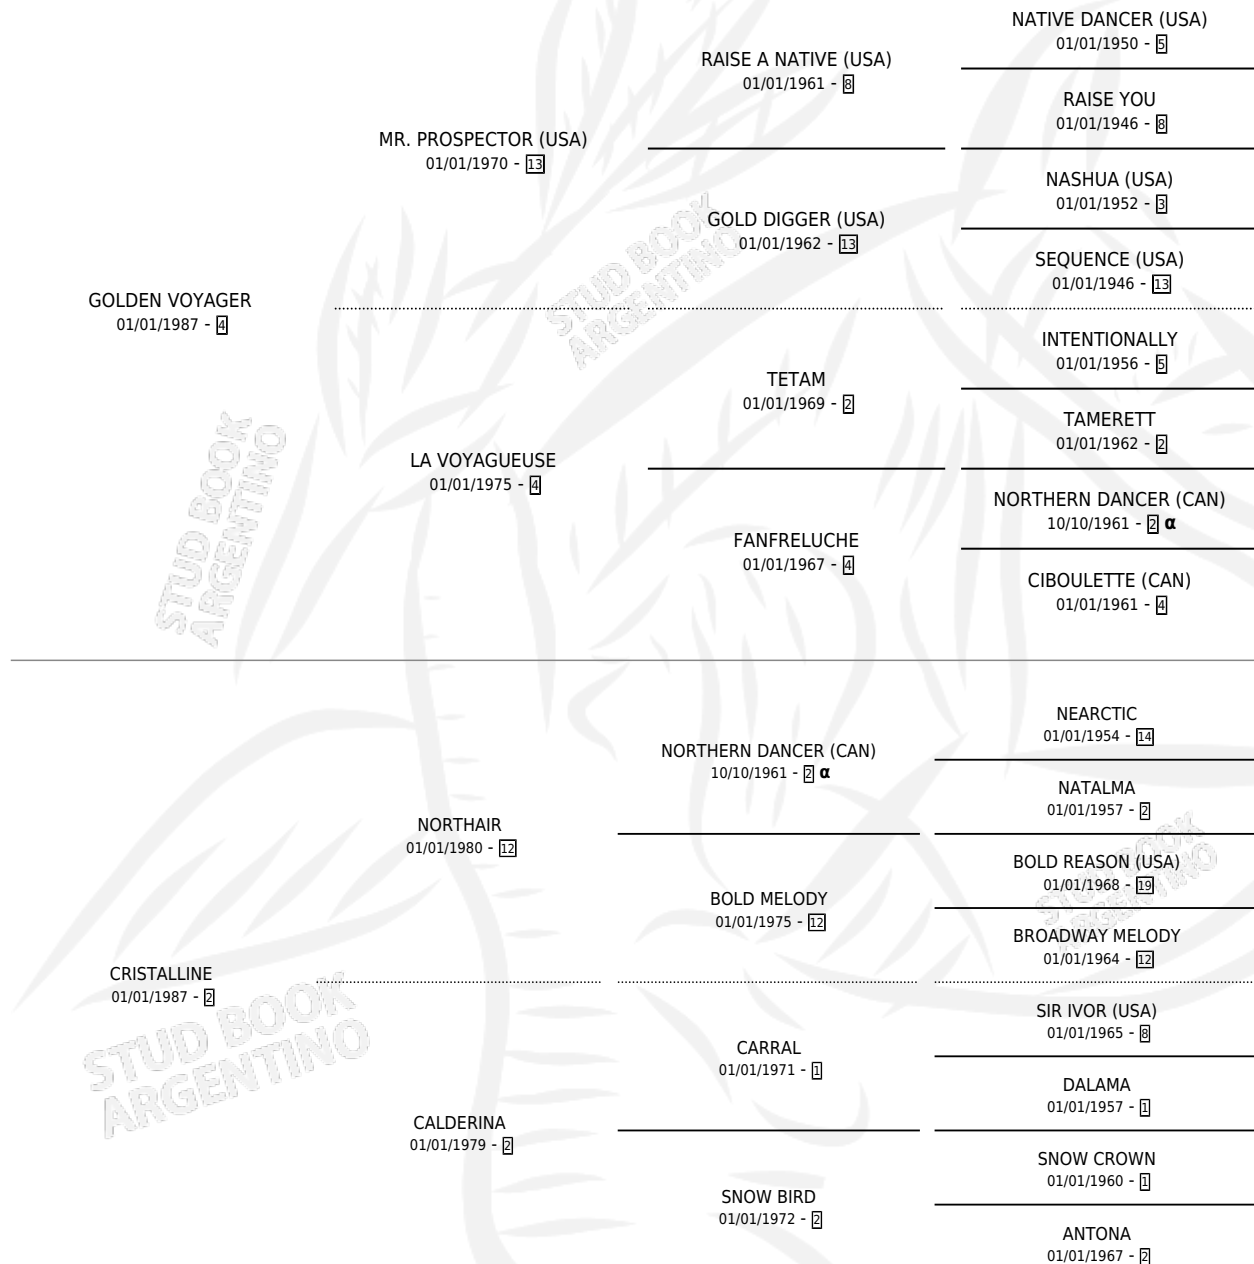 NATIVE DANCER (USA)
01/01/1950 - 5
RAISE A NATIVE (USA)
01/01/1961 - 8
RAISE YOU
01/01/1946 - 8
MR. PROSPECTOR (USA)
01/01/1970 - 13
NASHUA (USA)
01/01/1952 - 3
GOLD DIGGER (USA)
01/01/1962 - 13
SEQUENCE (USA)
01/01/1946 - 13
GOLDEN VOYAGER
01/01/1987 - 4
INTENTIONALLY
01/01/1956 - 5
TETAM
01/01/1969 - 2
TAMERETT
01/01/1962 - 2
LA VOYAGUEUSE
01/01/1975 - 4
NORTHERN DANCER (CAN)
10/10/1961 - 2 α
FANFRELUCHE
01/01/1967 - 4
CIBOULETTE (CAN)
01/01/1961 - 4
NEARCTIC
01/01/1954 - 14
NORTHERN DANCER (CAN)
10/10/1961 - 2 α
NATALMA
01/01/1957 - 2
NORTHAIR
01/01/1980 - 12
BOLD REASON (USA)
01/01/1968 - 19
BOLD MELODY
01/01/1975 - 12
BROADWAY MELODY
01/01/1964 - 12
CRISTALLINE
01/01/1987 - 2
SIR IVOR (USA)
01/01/1965 - 8
CARRAL
01/01/1971 - 1
DALAMA
01/01/1957 - 1
CALDERINA
01/01/1979 - 2
SNOW CROWN
01/01/1960 - 1
SNOW BIRD
01/01/1972 - 2
ANTONA
01/01/1967 - 2
STUD BOOK
ARGENTINO
STUD BOOK
ARGENTINO
STUD BOOK
ARGENTINO
STUD BOOK
ARGENTINO